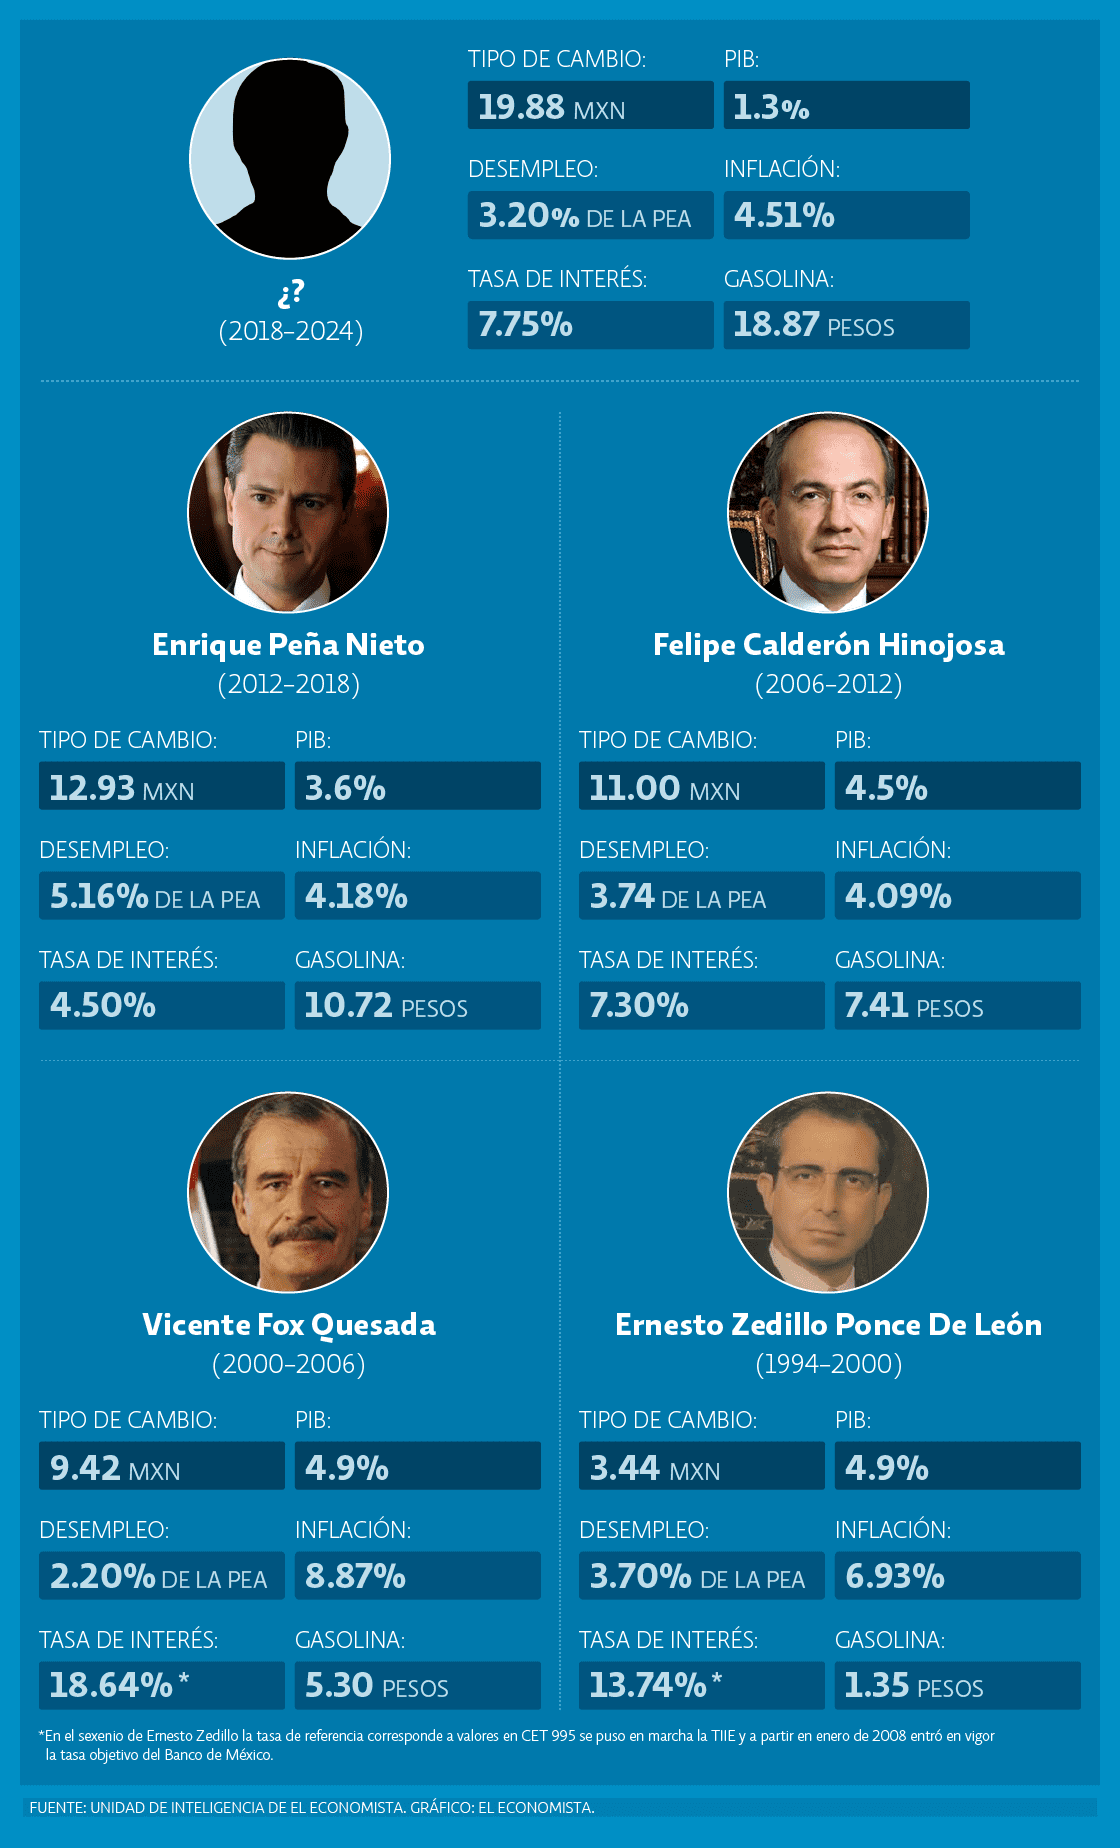 TIPO DE CAMBIO:
19.88 MXN
PIB:
1.3%
DESEMPLEO:
3.20% DE LA PEA
INFLACIÓN:
4.51%
TASA DE INTERÉS:
7.75%
GASOLINA:
18.87 PESOS
¿?
(2018-2024)
Enrique Peña Nieto
(2012-2018)
TIPO DE CAMBIO:
12.93 MXN
PIB:
3.6%
DESEMPLEO:
5.16% DE LA PEA
INFLACIÓN:
4.18%
TASA DE INTERÉS:
4.50%
GASOLINA:
10.72 PESOS
Felipe Calderón Hinojosa
(2006-2012)
TIPO DE CAMBIO:
11.00 MXN
PIB:
4.5%
DESEMPLEO:
3.74 DE LA PEA
INFLACIÓN:
4.09%
TASA DE INTERÉS:
7.30%
GASOLINA:
7.41 PESOS
Vicente Fox Quesada
(2000-2006)
TIPO DE CAMBIO:
9.42 MXN
PIB:
4.9%
DESEMPLEO:
2.20% DE LA PEA
INFLACIÓN:
8.87%
TASA DE INTERÉS:
18.64% *
GASOLINA:
5.30 PESOS
Ernesto Zedillo Ponce De León
(1994-2000)
TIPO DE CAMBIO:
3.44 MXN
PIB:
4.9%
DESEMPLEO:
3.70% DE LA PEA
INFLACIÓN:
6.93%
TASA DE INTERÉS:
13.74% *
GASOLINA:
1.35 PESOS
*En el sexenio de Ernesto Zedillo la tasa de referencia corresponde a valores en CET 995 se puso en marcha la TIIE y a partir en enero de 2008 entró en vigor
la tasa objetivo del Banco de México.
FUENTE: UNIDAD DE INTELIGENCIA DE EL ECONOMISTA. GRÁFICO: EL ECONOMISTA.